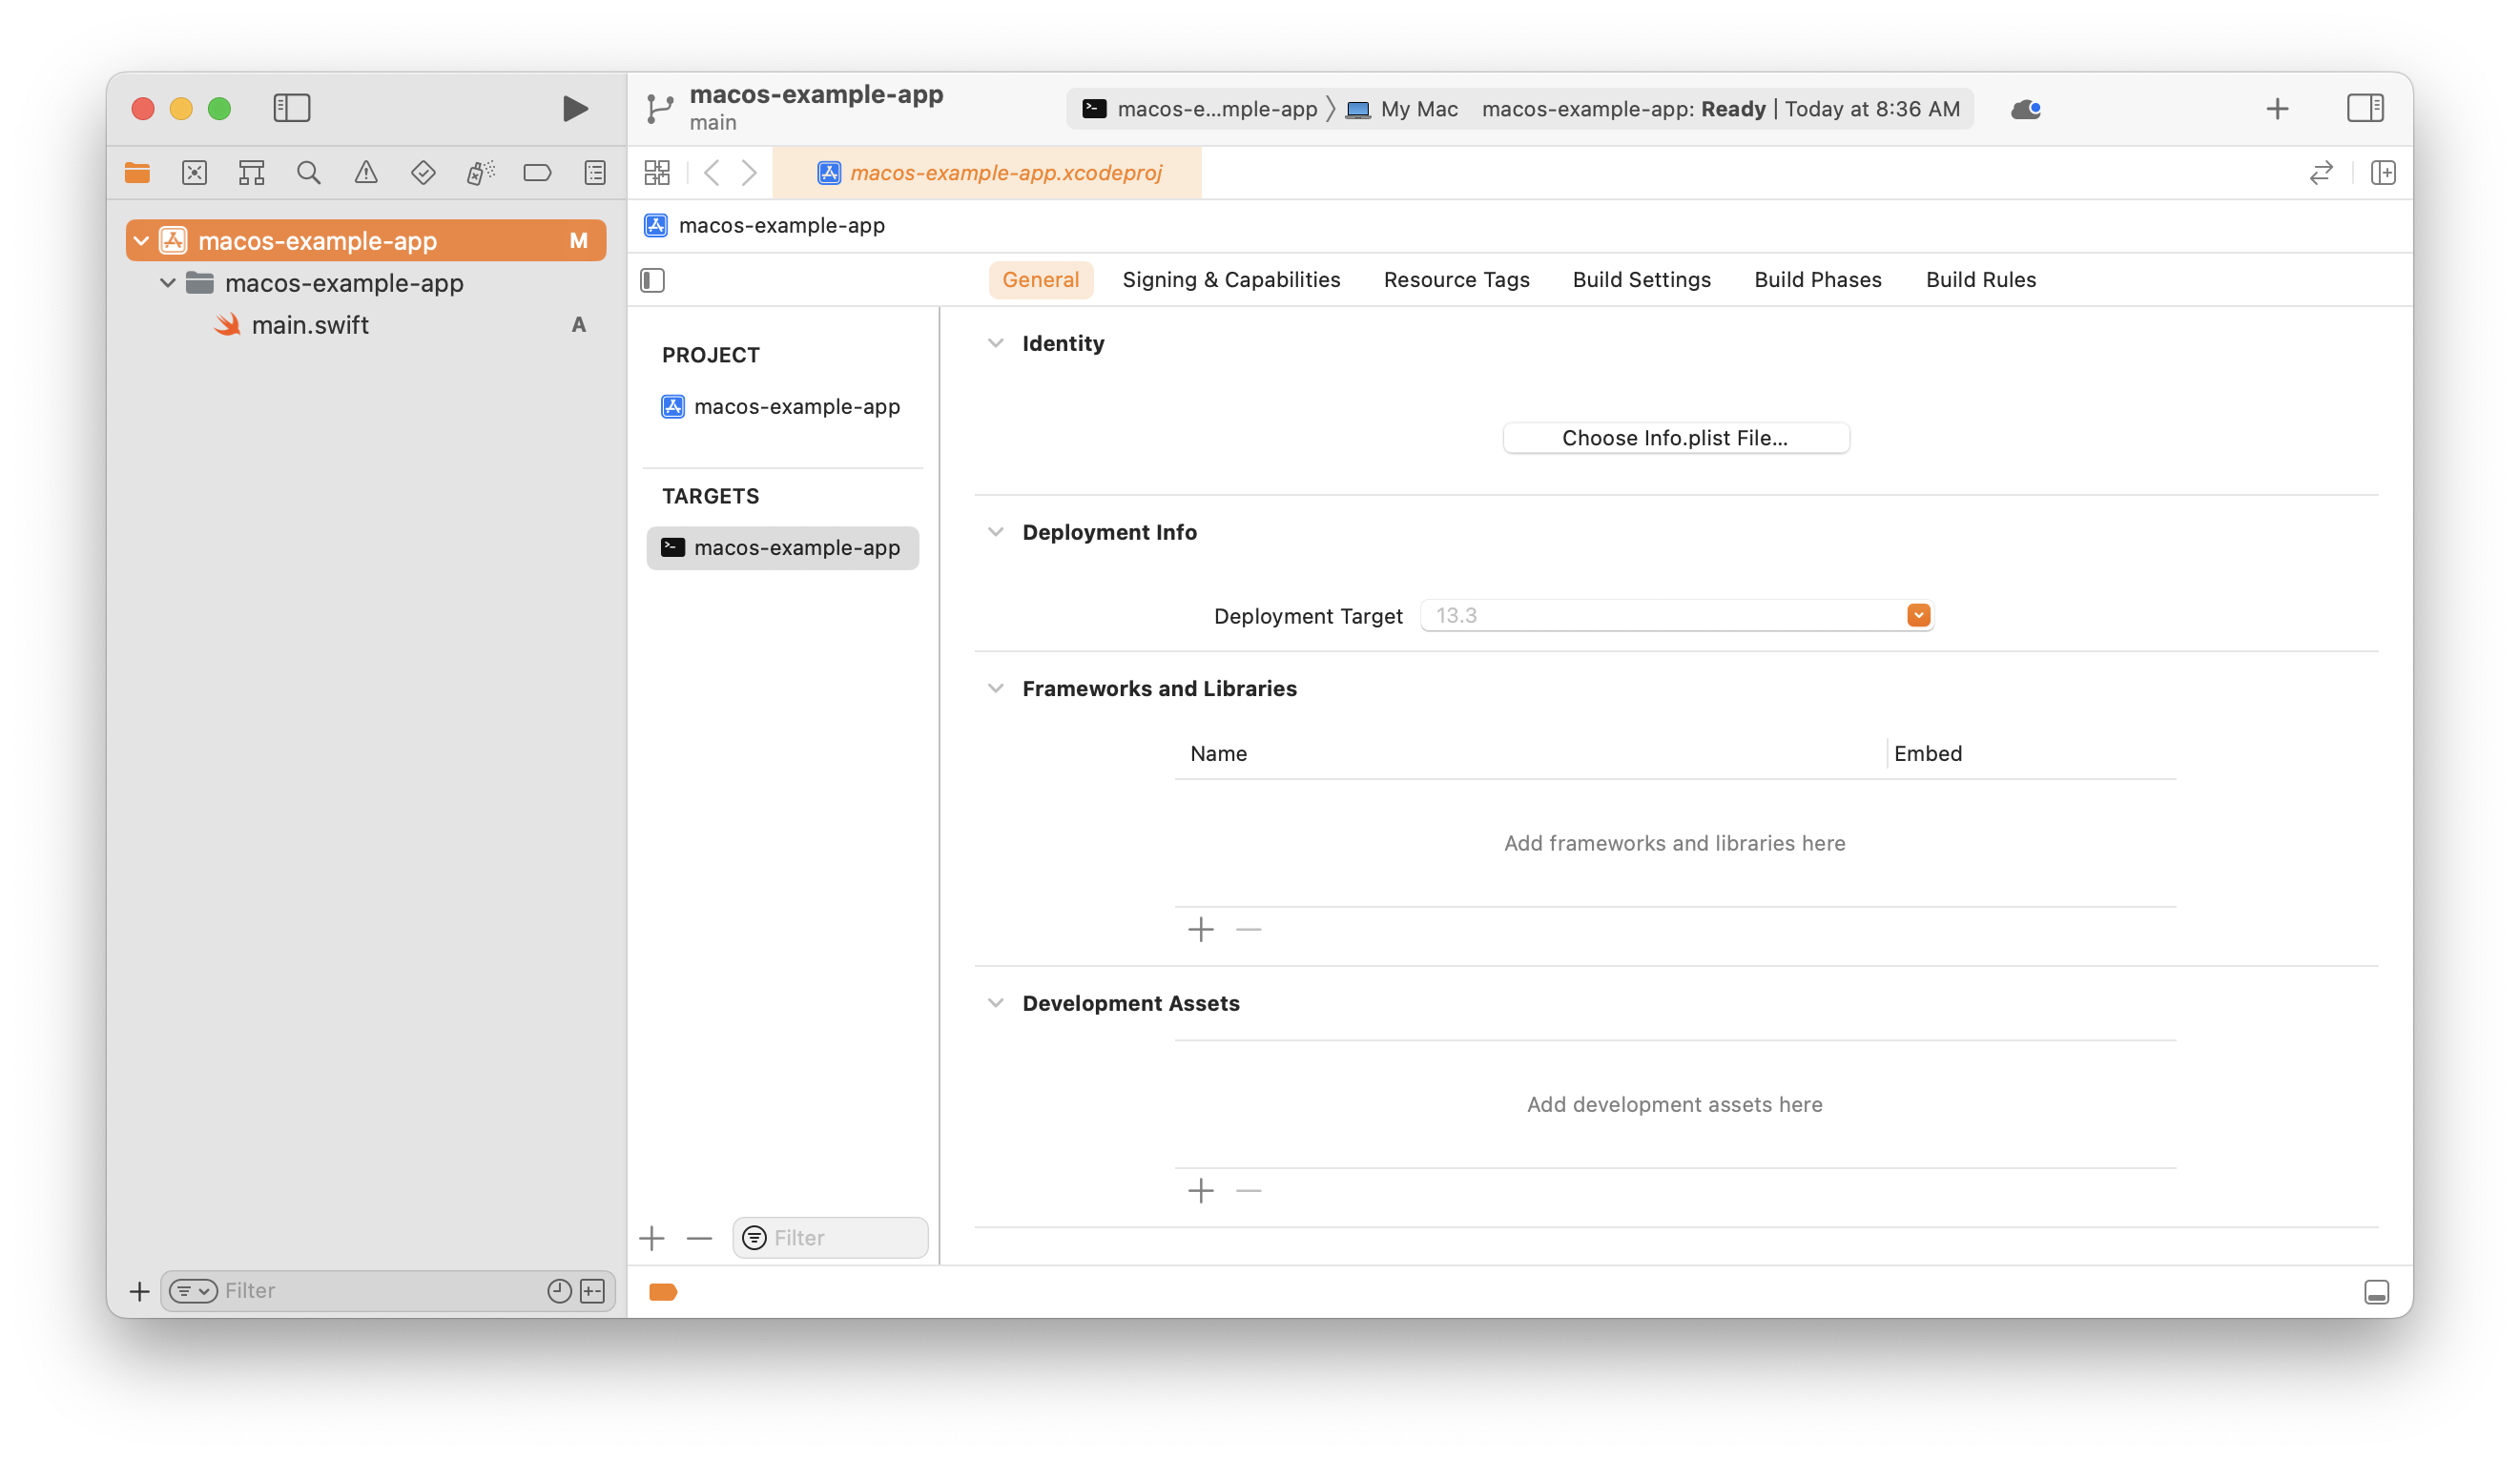 macos-example-app
main
macos-e...mple-app
My Mac
macos-example-app: Ready | Today at 8:36 AM
macos-example-app.xcodeproj
macos-example-app M
macos-example-app
main.swift A
Filter
macos-example-app
General Signing & Capabilities Resource Tags Build Settings Build Phases Build Rules
PROJECT
macos-example-app
TARGETS
macos-example-app
Filter
Identity
Choose Info.plist File...
Deployment Info
Deployment Target 13.3
Frameworks and Libraries
Name Embed
Add frameworks and libraries here
Development Assets
Add development assets here